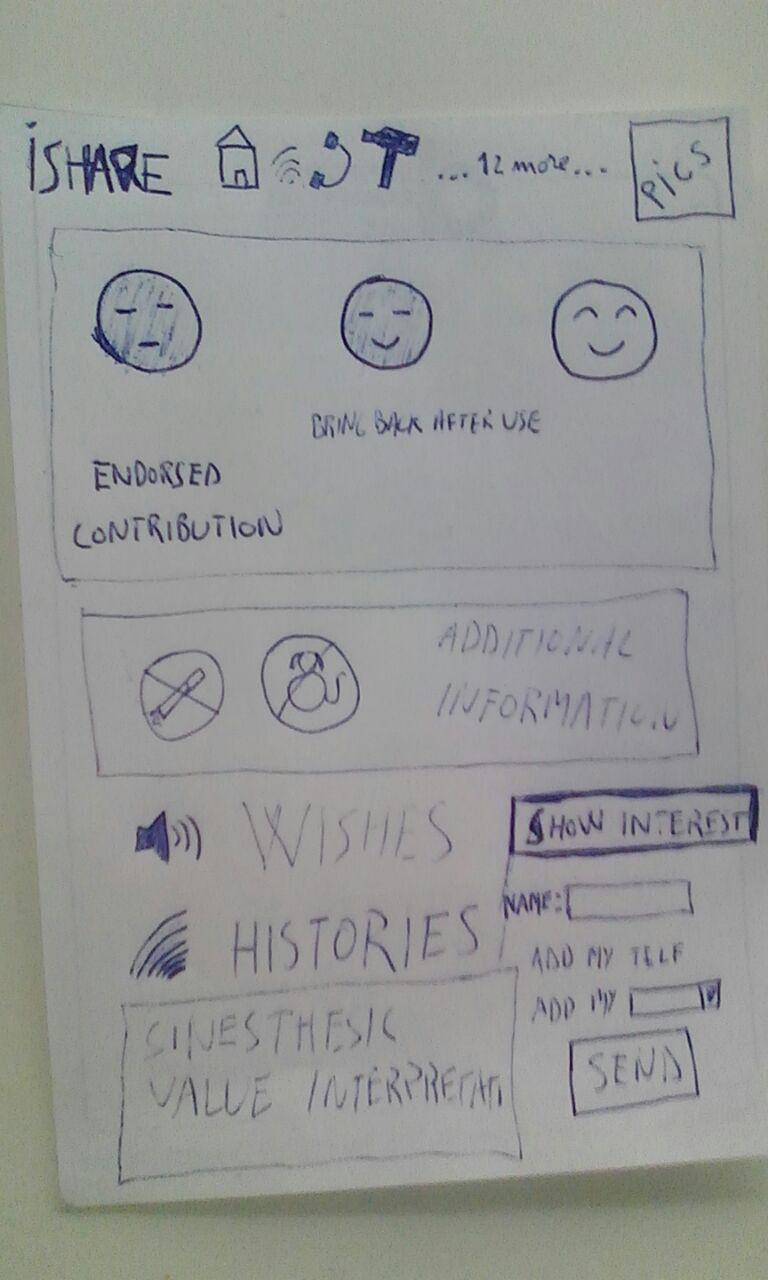 iSHARE
...12 more...
PICS
BRING BACK AFTER USE
ENDORSED
CONTRIBUTION
ADDITIONAL
INFORMATION
WISHES
SHOW INTEREST
NAME:
HISTORIES
ADD MY TELF
ADD MY
SINESTHESIC
VALUE INTERPRETATI
SEND